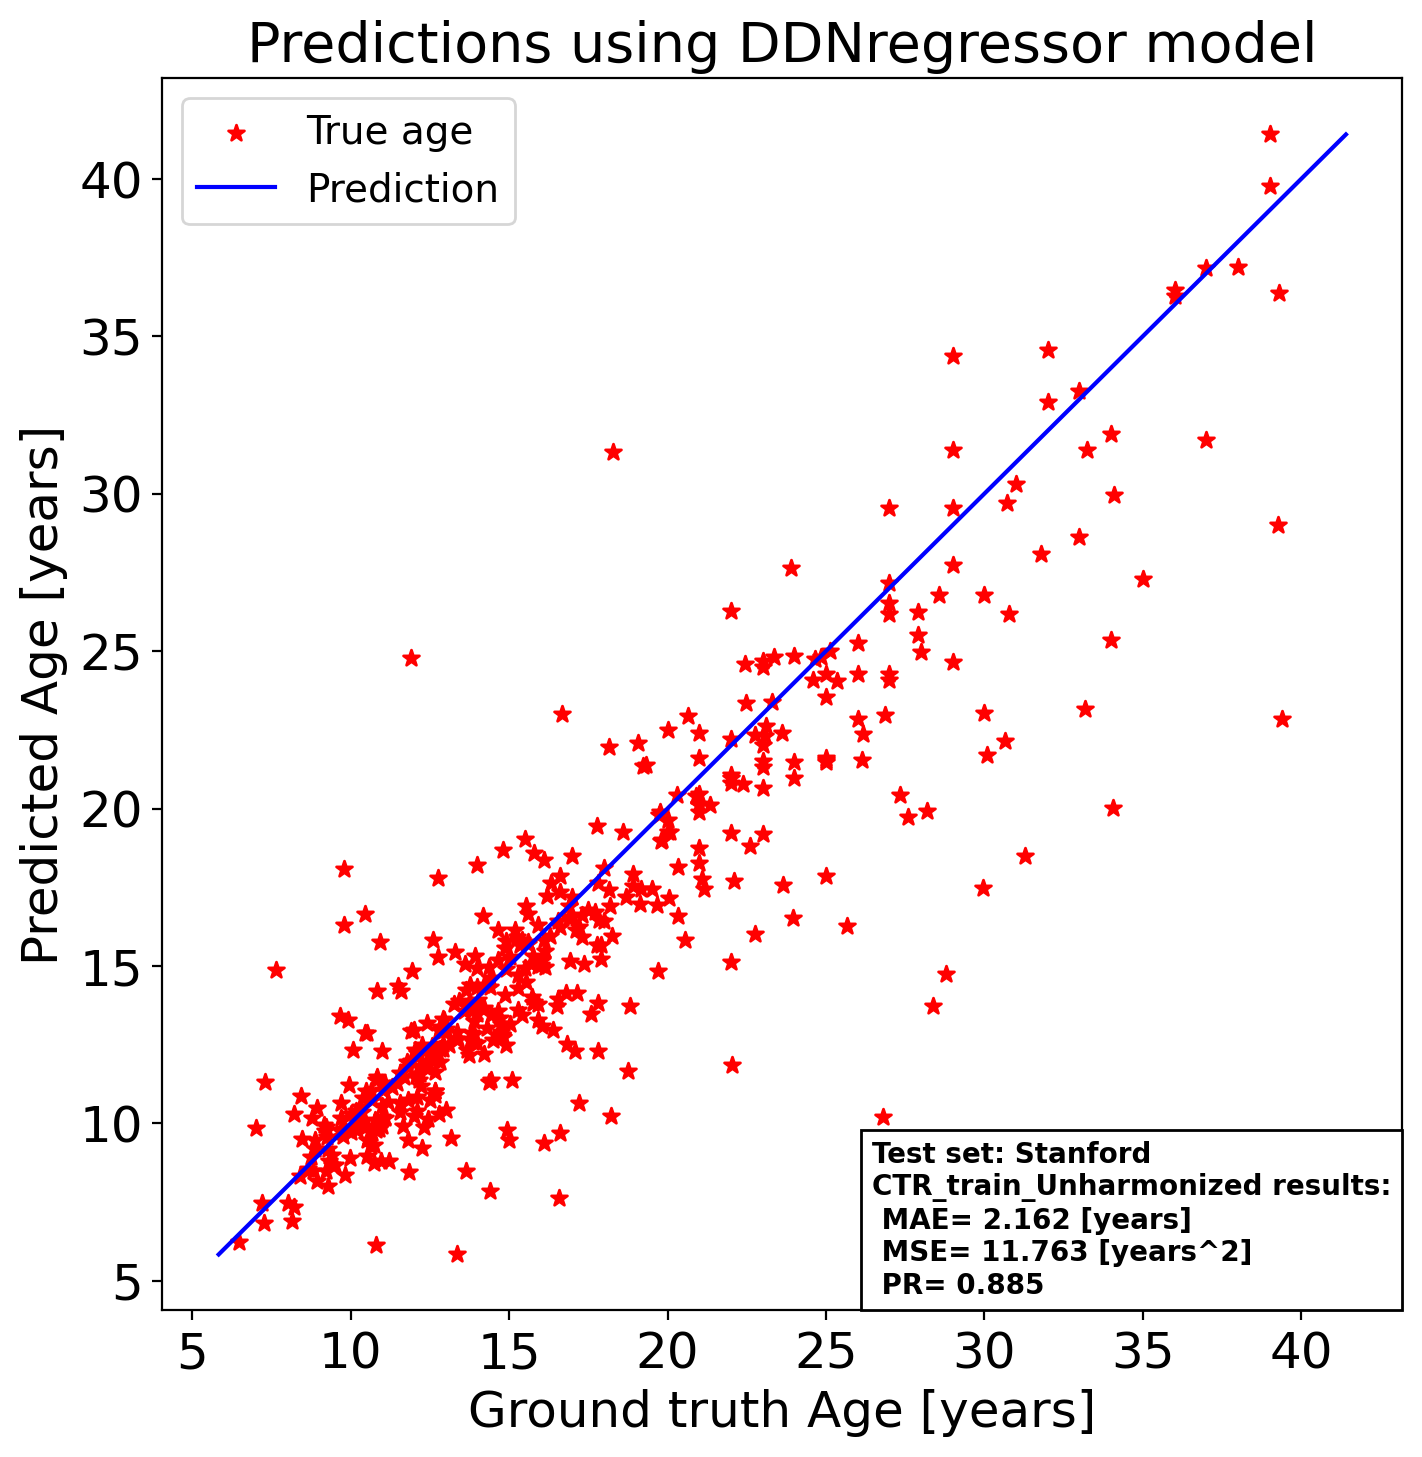 Predictions using DDNregressor model
True age
Prediction
40
35
30
25
20
15
10
5
Predicted Age [years]
Test set: Stanford
CTR_train_Unharmonized results:
MAE= 2.162 [years]
MSE= 11.763 [years^2]
PR= 0.885
5 10 15 20 25 30 35 40
Ground truth Age [years]